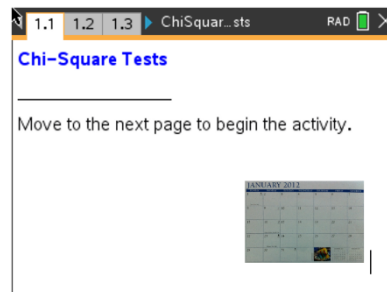 1.1 1.2 1.3 ChiSquar...sts RAD
Chi-Square Tests
Move to the next page to begin the activity.
JANUARY 2012